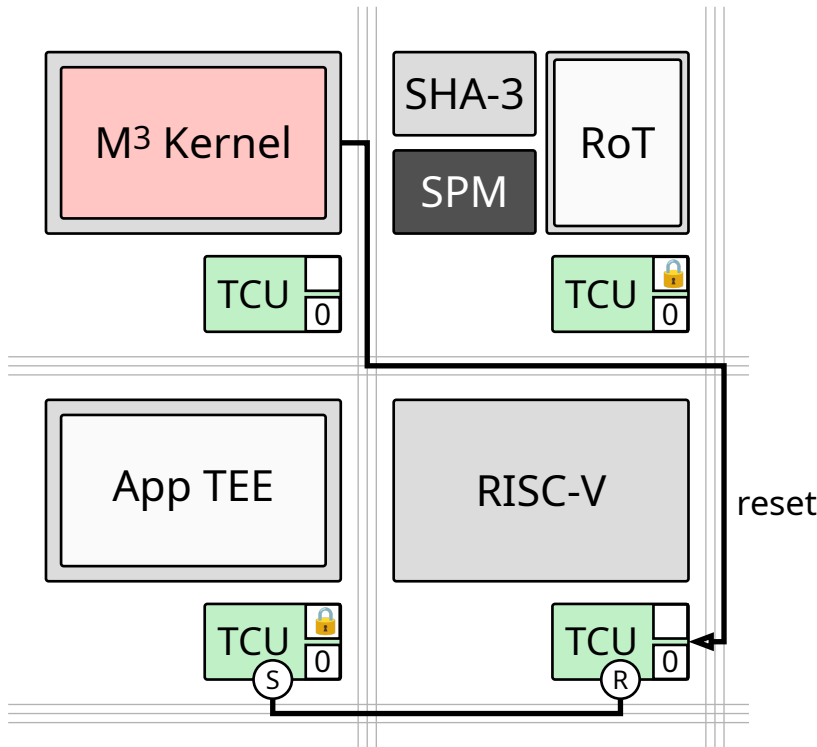 M³ Kernel
SHA-3
SPM
RoT
TCU
0
TCU
0
App TEE
RISC-V
reset
TCU
0
S
TCU
0
R